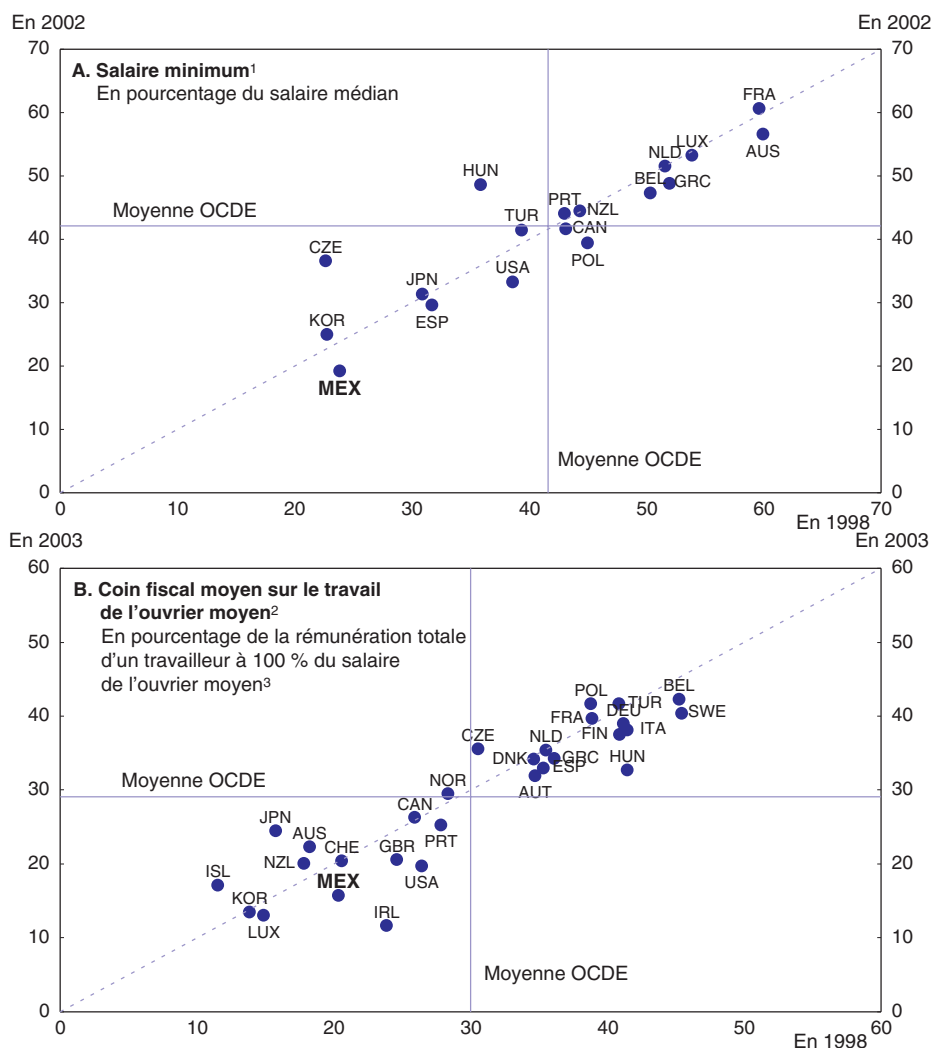 En 2002
En 2002
70
70
A. Salaire minimum1
En pourcentage du salaire médian
FRA
60
60
AUS
LUX
NLD
HUN
BEL
GRC
50
50
PRT
NZL
Moyenne OCDE
TUR
CAN
40
40
CZE
POL
USA
JPN
30
30
ESP
KOR
20
20
MEX
10
10
Moyenne OCDE
0
0
0
10
20
30
40
50
60
70
En 1998
En 2003
En 2003
60
60
B. Coin fiscal moyen sur le travail
de l'ouvrier moyen2
En pourcentage de la rémunération totale
d'un travailleur à 100 % du salaire
de l'ouvrier moyen3
50
50
POL
BEL
TUR
SWE
FRA
DEU
40
40
CZE
NLD
FIN
ITA
DNK
GRC
ESP
HUN
AUT
Moyenne OCDE
NOR
30
30
JPN
CAN
AUS
PRT
NZL
CHE
GBR
20
20
ISL
MEX
USA
KOR
IRL
LUX
10
10
Moyenne OCDE
0
0
0
10
20
30
40
50
60
En 1998